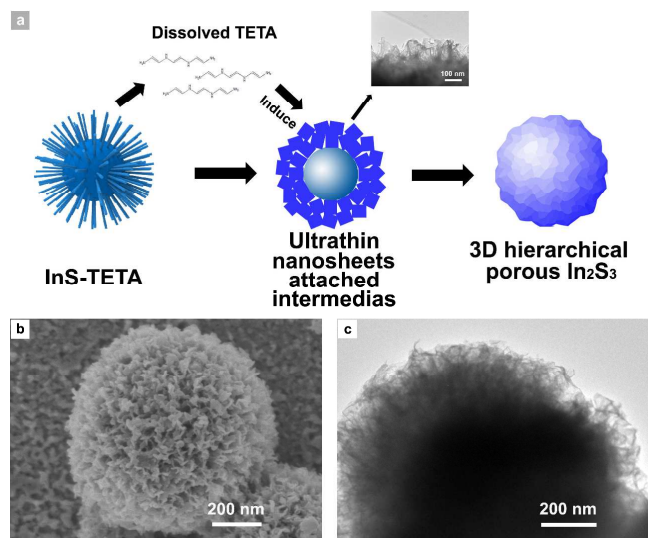 a
Dissolved TETA
Induce
100 nm
InS-TETA
Ultrathin
nanosheets
attached
intermedias
3D hierarchical
porous In₂S₃
b
200 nm
c
200 nm